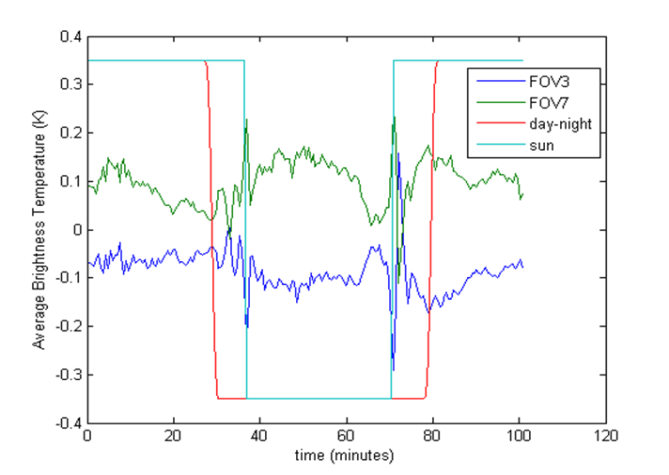 0.4
0.3
0.2
0.1
0
-0.1
-0.2
-0.3
-0.4
Average Brightness Temperature (K)
FOV3
FOV7
day-night
sun
0 20 40 60 80 100 120
time (minutes)